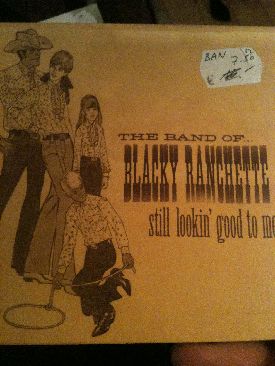 BAN
7.50
THE BAND OF...
BLACKY RANCHETTE
still lookin' good to me